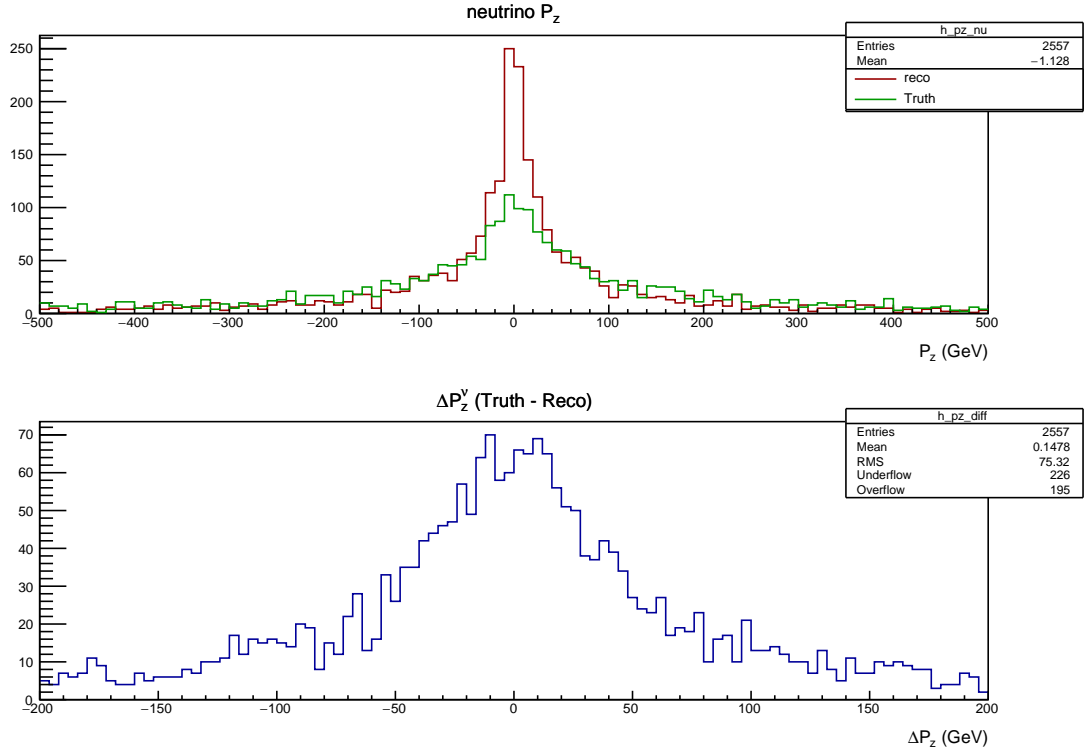 neutrino P_z
h_pz_nu
Entries 2557
Mean −1.128
reco
Truth
250
200
150
100
50
0
−500 −400 −300 −200 −100 0 100 200 300 400 500
P_z (GeV)
ΔP_z^ν (Truth - Reco)
h_pz_diff
Entries 2557
Mean 0.1478
RMS 75.32
Underflow 226
Overflow 195
70
60
50
40
30
20
10
0
−200 −150 −100 −50 0 50 100 150 200
ΔP_z (GeV)